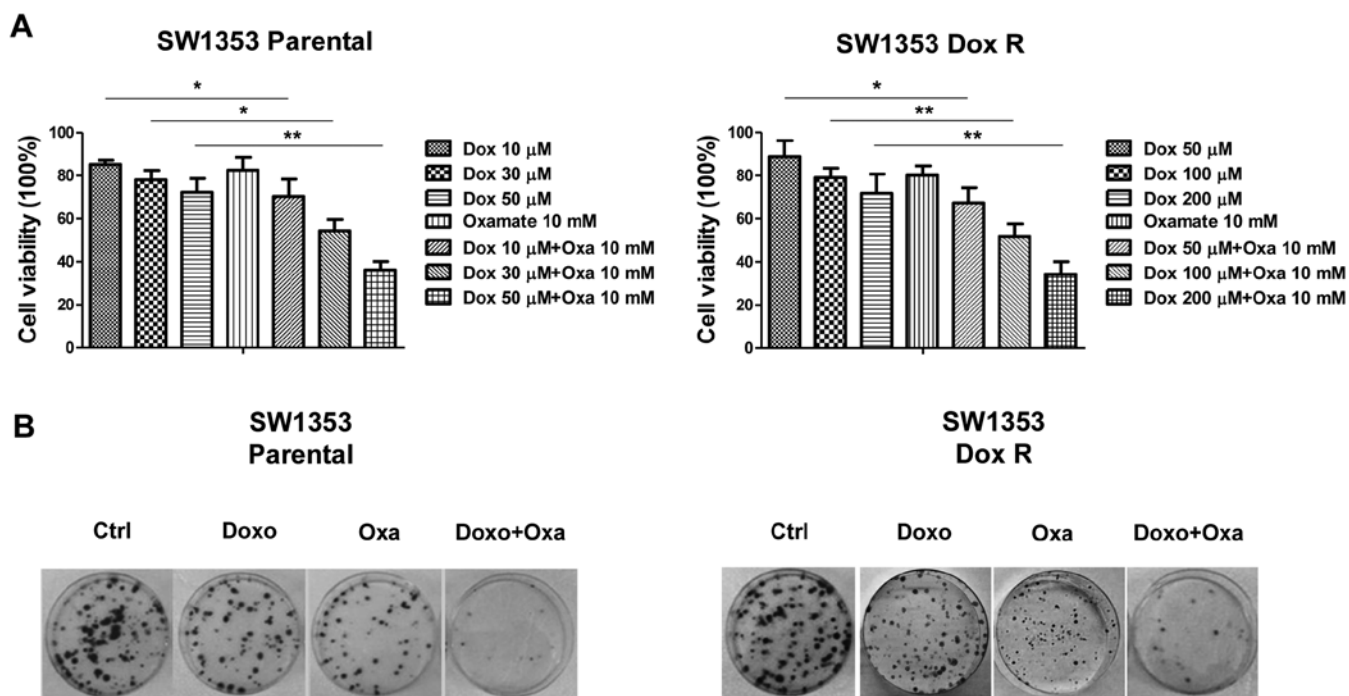 A
SW1353 Parental
*
*
**
Cell viability (100%)
100
80
60
40
20
0
Dox 10 μM
Dox 30 μM
Dox 50 μM
Oxamate 10 mM
Dox 10 μM+Oxa 10 mM
Dox 30 μM+Oxa 10 mM
Dox 50 μM+Oxa 10 mM
SW1353 Dox R
*
**
**
Cell viability (100%)
100
80
60
40
20
0
Dox 50 μM
Dox 100 μM
Dox 200 μM
Oxamate 10 mM
Dox 50 μM+Oxa 10 mM
Dox 100 μM+Oxa 10 mM
Dox 200 μM+Oxa 10 mM
B
SW1353
Parental
Ctrl Doxo Oxa Doxo+Oxa
SW1353
Dox R
Ctrl Doxo Oxa Doxo+Oxa